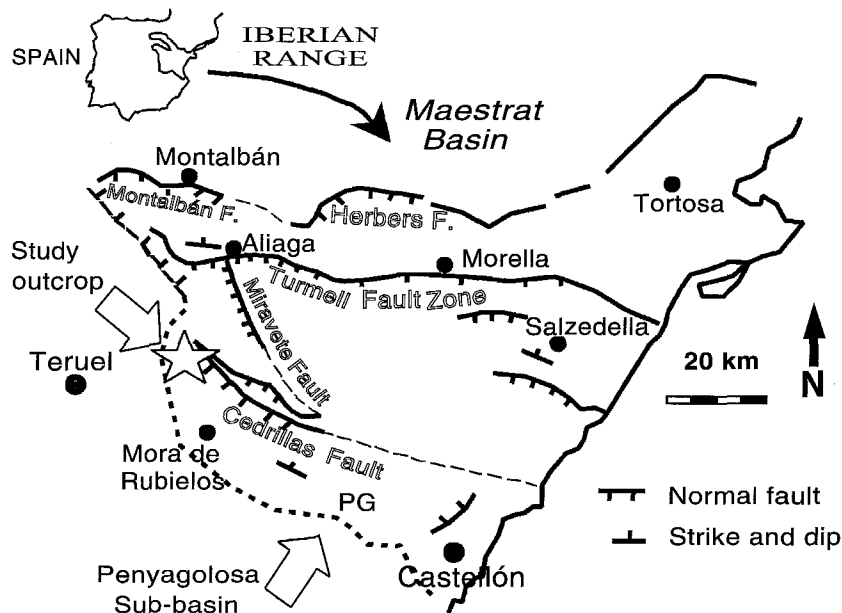 SPAIN
IBERIAN
RANGE
Maestrat
Basin
Montalbán
Montalbán F.
Herbers F.
Tortosa
Study
outcrop
Aliaga
Morella
Turmell Fault Zone
Miravete Fault
Salzedella
Teruel
20 km
N
Cedrillas Fault
Mora de
Rubielos
PG
Normal fault
Strike and dip
Penyagolosa
Sub-basin
Castellón